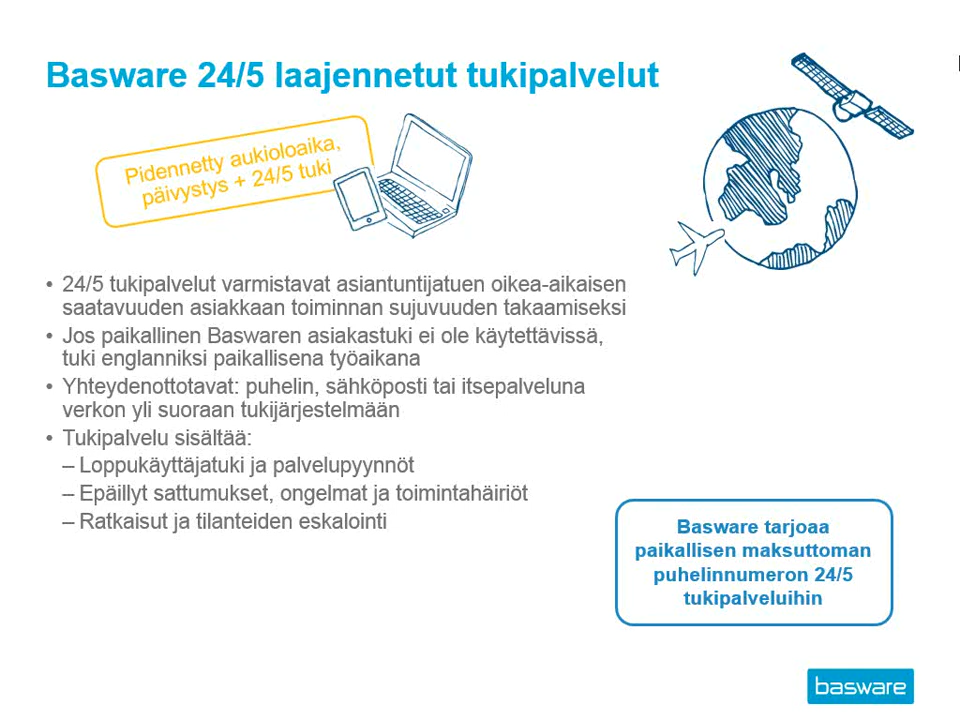 Basware 24/5 laajennetut tukipalvelut
Pidennetty aukioloaika,
päivystys + 24/5 tuki
• 24/5 tukipalvelut varmistavat asiantuntijatuen oikea-aikaisen
saatavuuden asiakkaan toiminnan sujuvuuden takaamiseksi
• Jos paikallinen Baswaren asiakastuki ei ole käytettävissä,
tuki englanniksi paikallisena työaikana
• Yhteydenottotavat: puhelin, sähköposti tai itsepalveluna
verkon yli suoraan tukijärjestelmään
• Tukipalvelu sisältää:
– Loppukäyttäjatuki ja palvelupyynnöt
– Epäillyt sattumukset, ongelmat ja toimintahäiriöt
– Ratkaisut ja tilanteiden eskalointi
Basware tarjoaa
paikallisen maksuttoman
puhelinnumeron 24/5
tukipalveluihin
basware